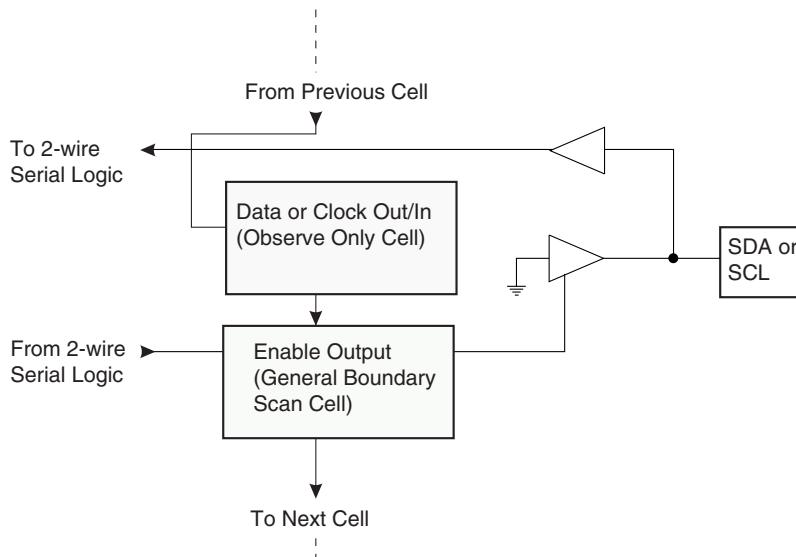 From Previous Cell
To 2-wire
Serial Logic
Data or Clock Out/In
(Observe Only Cell)
SDA or
SCL
From 2-wire
Serial Logic
Enable Output
(General Boundary
Scan Cell)
To Next Cell